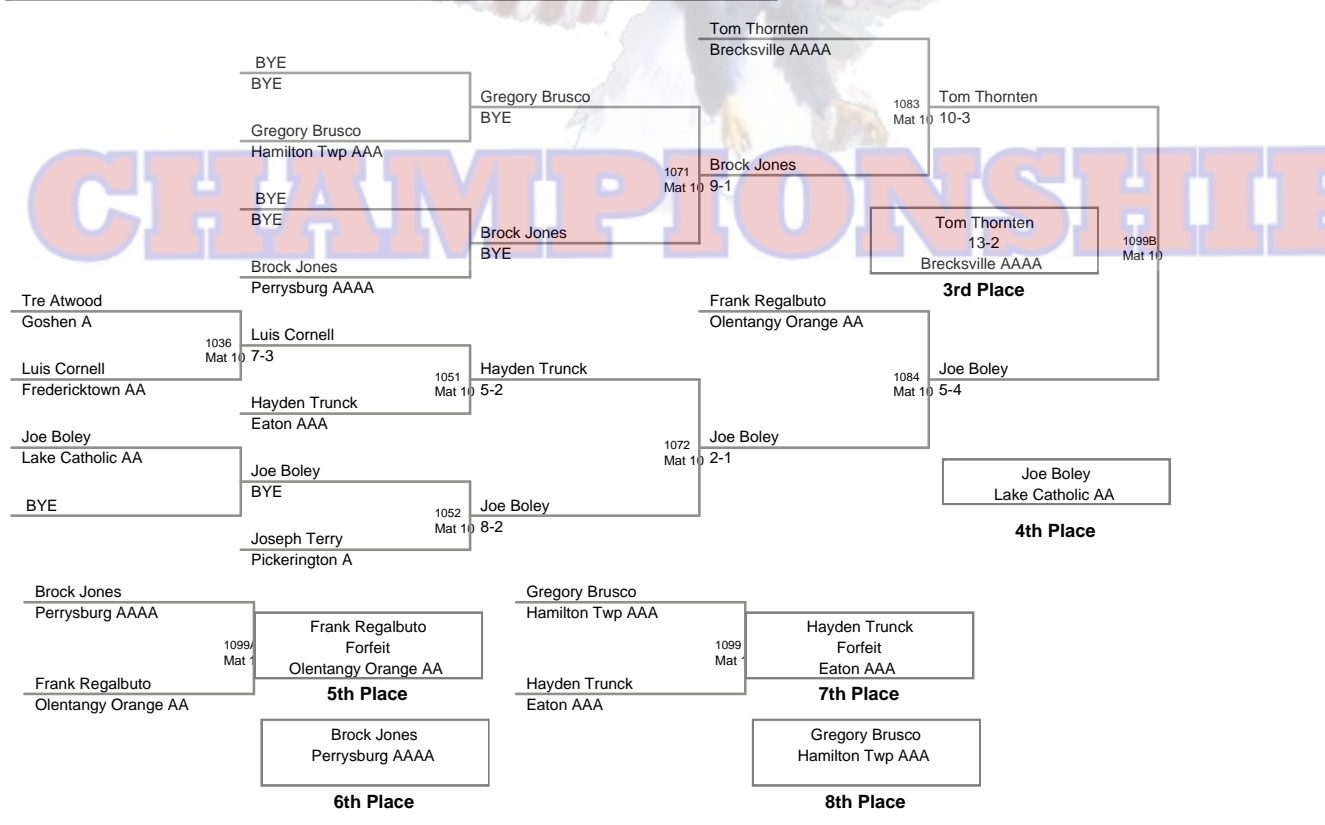 Tom Thornten
Brecksville AAAA
BYE
BYE
Gregory Brusco
BYE
1083
Mat 10
Tom Thornten
10-3
Gregory Brusco
Hamilton Twp AAA
CHAMPIONSHIP
1071
Mat 10
Brock Jones
9-1
BYE
BYE
Brock Jones
BYE
Tom Thornten
13-2
Brecksville AAAA
3rd Place
1099B
Mat 10
Brock Jones
Perrysburg AAAA
Tre Atwood
Goshen A
Frank Regalbuto
Olentangy Orange AA
1036
Mat 10
Luis Cornell
7-3
Luis Cornell
Fredericktown AA
1051
Mat 10
Hayden Trunck
5-2
1084
Mat 10
Joe Boley
5-4
Hayden Trunck
Eaton AAA
Joe Boley
Lake Catholic AA
1072
Mat 10
Joe Boley
2-1
Joe Boley
BYE
Joe Boley
Lake Catholic AA
4th Place
BYE
1052
Mat 10
Joe Boley
8-2
Joseph Terry
Pickerington A
Brock Jones
Perrysburg AAAA
Gregory Brusco
Hamilton Twp AAA
1099A
Mat 1
Frank Regalbuto
Forfeit
Olentangy Orange AA
5th Place
1099
Mat
Hayden Trunck
Forfeit
Eaton AAA
7th Place
Frank Regalbuto
Olentangy Orange AA
Hayden Trunck
Eaton AAA
Brock Jones
Perrysburg AAAA
6th Place
Gregory Brusco
Hamilton Twp AAA
8th Place